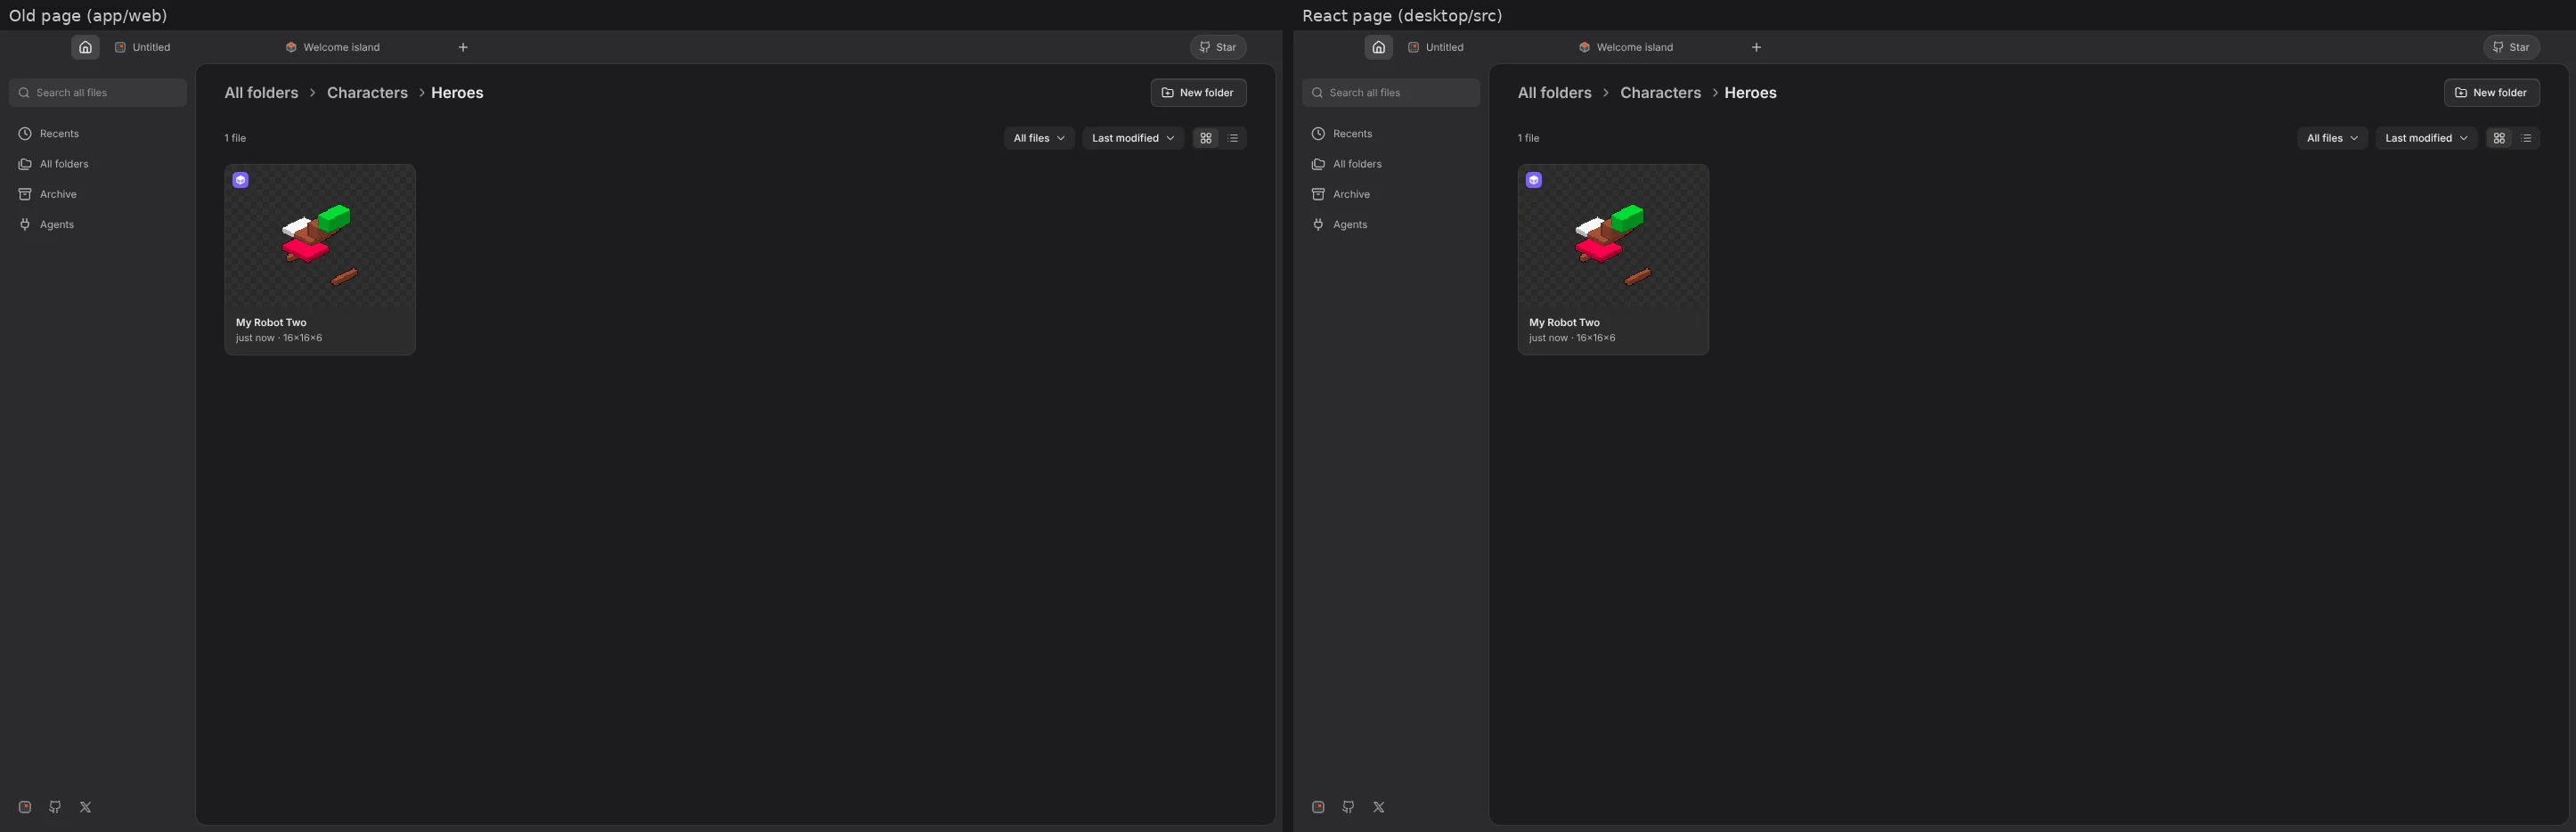 Old page (app/web)
Untitled
Welcome island
Star
Search all files
All folders
Characters
Heroes
New folder
Recents
All folders
Archive
Agents
1 file
All files
Last modified
My Robot Two
just now · 16×16×6
React page (desktop/src)
Untitled
Welcome island
Star
Search all files
All folders
Characters
Heroes
New folder
Recents
All folders
Archive
Agents
1 file
All files
Last modified
My Robot Two
just now · 16×16×6